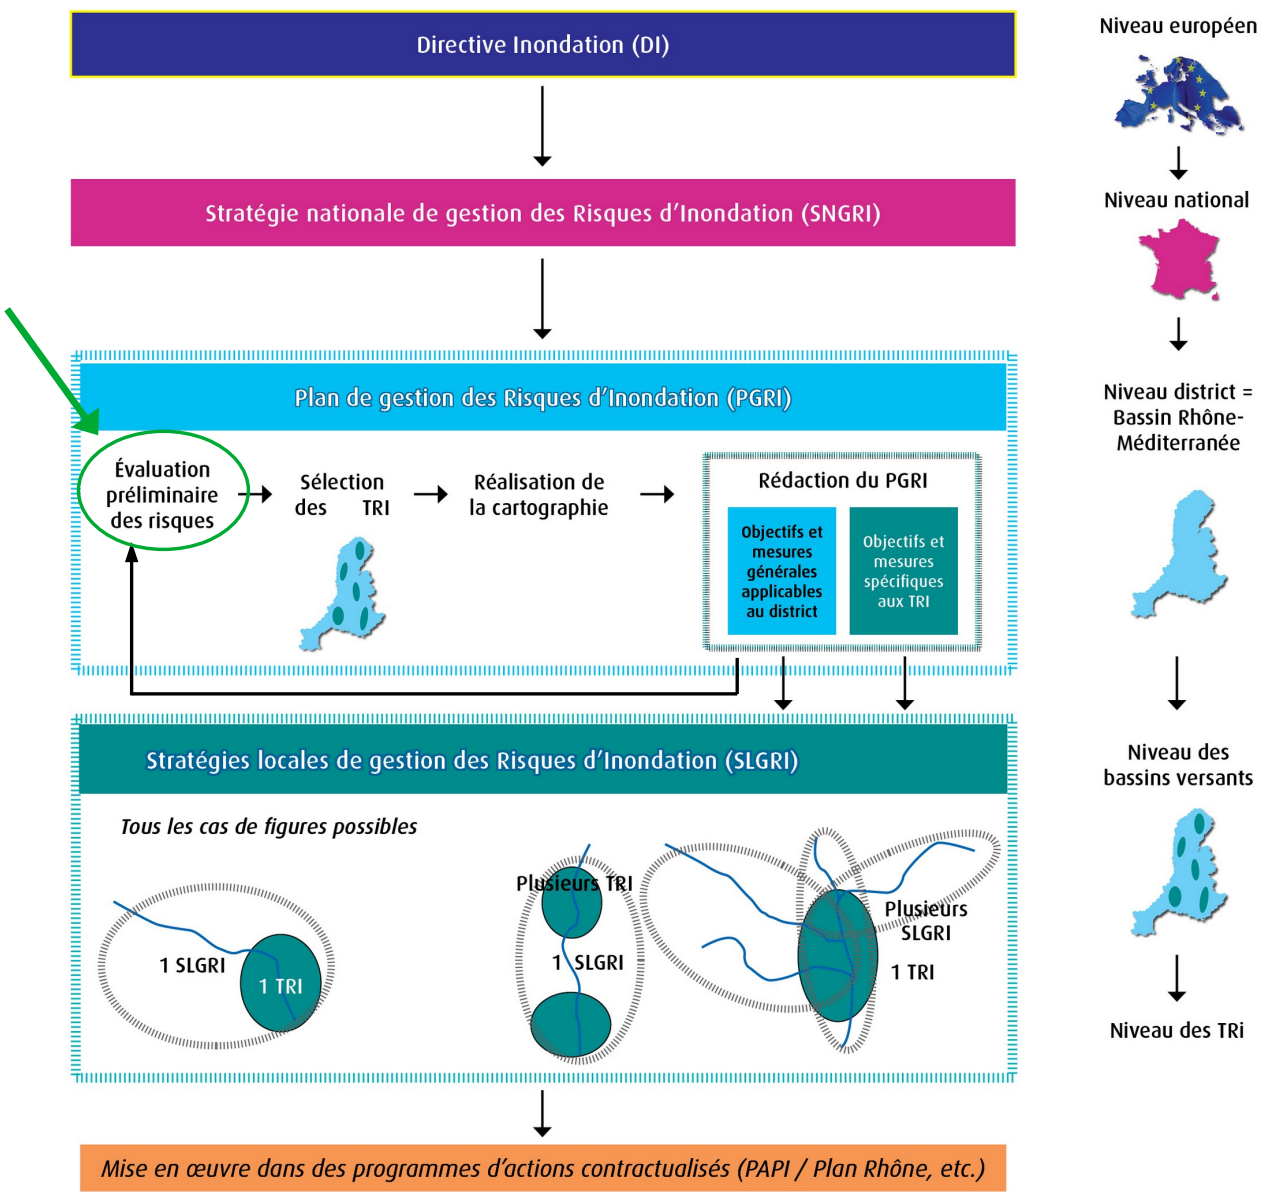 Directive Inondation (DI)
Niveau européen
Stratégie nationale de gestion des Risques d'Inondation (SNGRI)
Niveau national
Plan de gestion des Risques d'Inondation (PGRI)
Niveau district =
Bassin Rhône-
Méditerranée
Évaluation
préliminaire
des risques
Sélection
des TRI
Réalisation de
la cartographie
Rédaction du PGRI
Objectifs et
mesures
générales
applicables
au district
Objectifs et
mesures
spécifiques
aux TRI
Stratégies locales de gestion des Risques d'Inondation (SLGRI)
Niveau des
bassins versants
Tous les cas de figures possibles
1 SLGRI
1 TRI
Plusieurs TRI
1 SLGRI
Plusieurs
SLGRI
1 TRI
Niveau des TRi
Mise en œuvre dans des programmes d'actions contractualisés (PAPI / Plan Rhône, etc.)